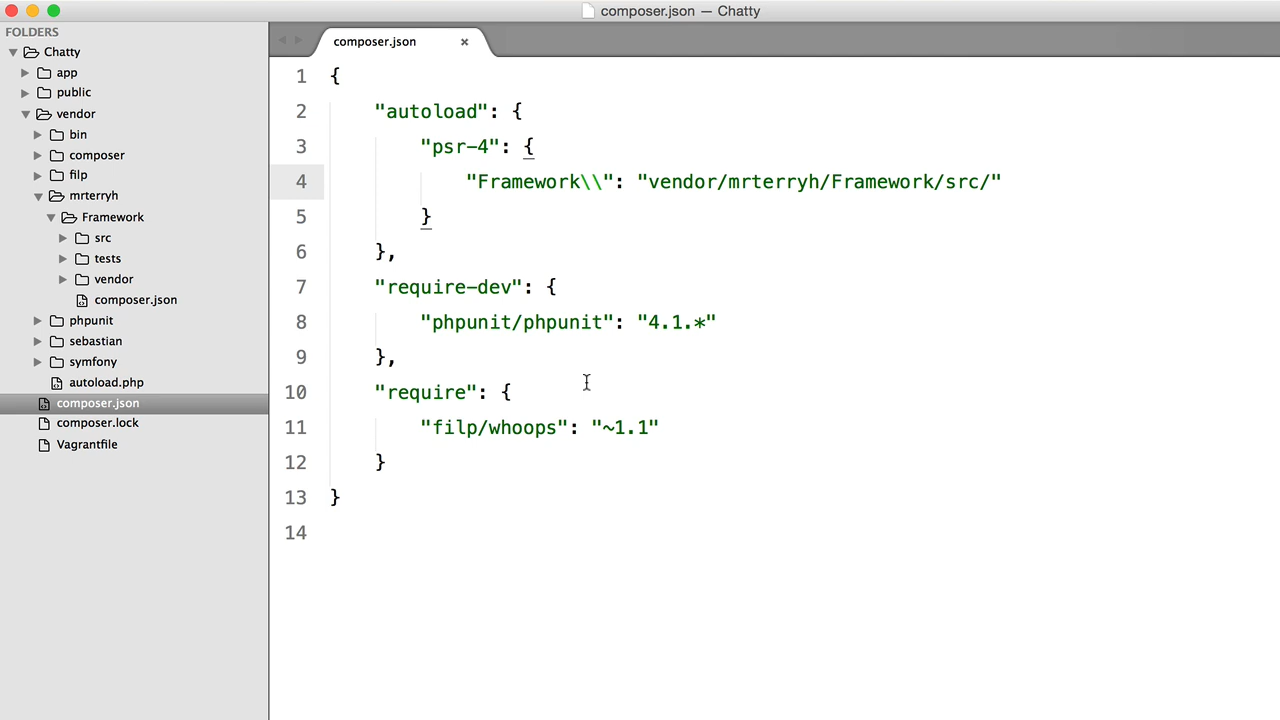 composer.json — Chatty
FOLDERS
Chatty
app
public
vendor
bin
composer
filp
mrterryh
Framework
src
tests
vendor
composer.json
phpunit
sebastian
symfony
autoload.php
composer.json
composer.lock
Vagrantfile
composer.json ×
1 {
2 "autoload": {
3 "psr-4": {
4 "Framework\\": "vendor/mrterryh/Framework/src/"
5 }
6 },
7 "require-dev": {
8 "phpunit/phpunit": "4.1.*"
9 },
10 "require": {
11 "filp/whoops": "~1.1"
12 }
13 }
14